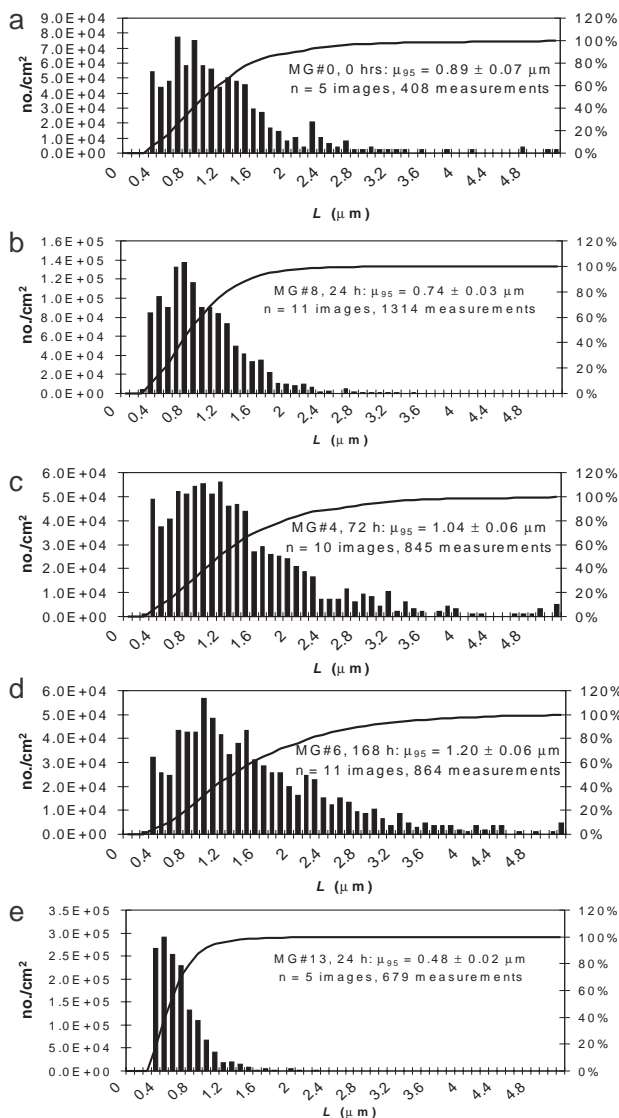 a
9.0E+04 120%
8.0E+04
7.0E+04 100%
6.0E+04 80%
5.0E+04
4.0E+04 60%
3.0E+04 40%
2.0E+04
1.0E+04 20%
0.0E+00 0%
no./cm²
MG#0, 0 hrs: μ95 = 0.89 ± 0.07 μm
n = 5 images, 408 measurements
0 0.4 0.8 1.2 1.6 2 2.4 2.8 3.2 3.6 4 4.4 4.8
L (μm)
b
1.6E+05 120%
1.4E+05 100%
1.2E+05
1.0E+05 80%
8.0E+04 60%
6.0E+04
4.0E+04 40%
2.0E+04 20%
0.0E+00 0%
no./cm²
MG#8, 24 h: μ95 = 0.74 ± 0.03 μm
n = 11 images, 1314 measurements
0 0.4 0.8 1.2 1.6 2 2.4 2.8 3.2 3.6 4 4.4 4.8
L (μm)
c
6.0E+04 120%
5.0E+04 100%
4.0E+04 80%
3.0E+04 60%
2.0E+04 40%
1.0E+04 20%
0.0E+00 0%
no./cm²
MG#4, 72 h: μ95 = 1.04 ± 0.06 μm
n = 10 images, 845 measurements
0 0.4 0.8 1.2 1.6 2 2.4 2.8 3.2 3.6 4 4.4 4.8
L (μm)
d
6.0E+04 120%
5.0E+04 100%
4.0E+04 80%
3.0E+04 60%
2.0E+04 40%
1.0E+04 20%
0.0E+00 0%
no./cm²
MG#6, 168 h: μ95 = 1.20 ± 0.06 μm
n = 11 images, 864 measurements
0 0.4 0.8 1.2 1.6 2 2.4 2.8 3.2 3.6 4 4.4 4.8
L (μm)
e
3.5E+05 120%
3.0E+05 100%
2.5E+05 80%
2.0E+05
1.5E+05 60%
1.0E+05 40%
5.0E+04 20%
0.0E+00 0%
no./cm²
MG#13, 24 h: μ95 = 0.48 ± 0.02 μm
n = 5 images, 679 measurements
0 0.4 0.8 1.2 1.6 2 2.4 2.8 3.2 3.6 4 4.4 4.8
L (μm)